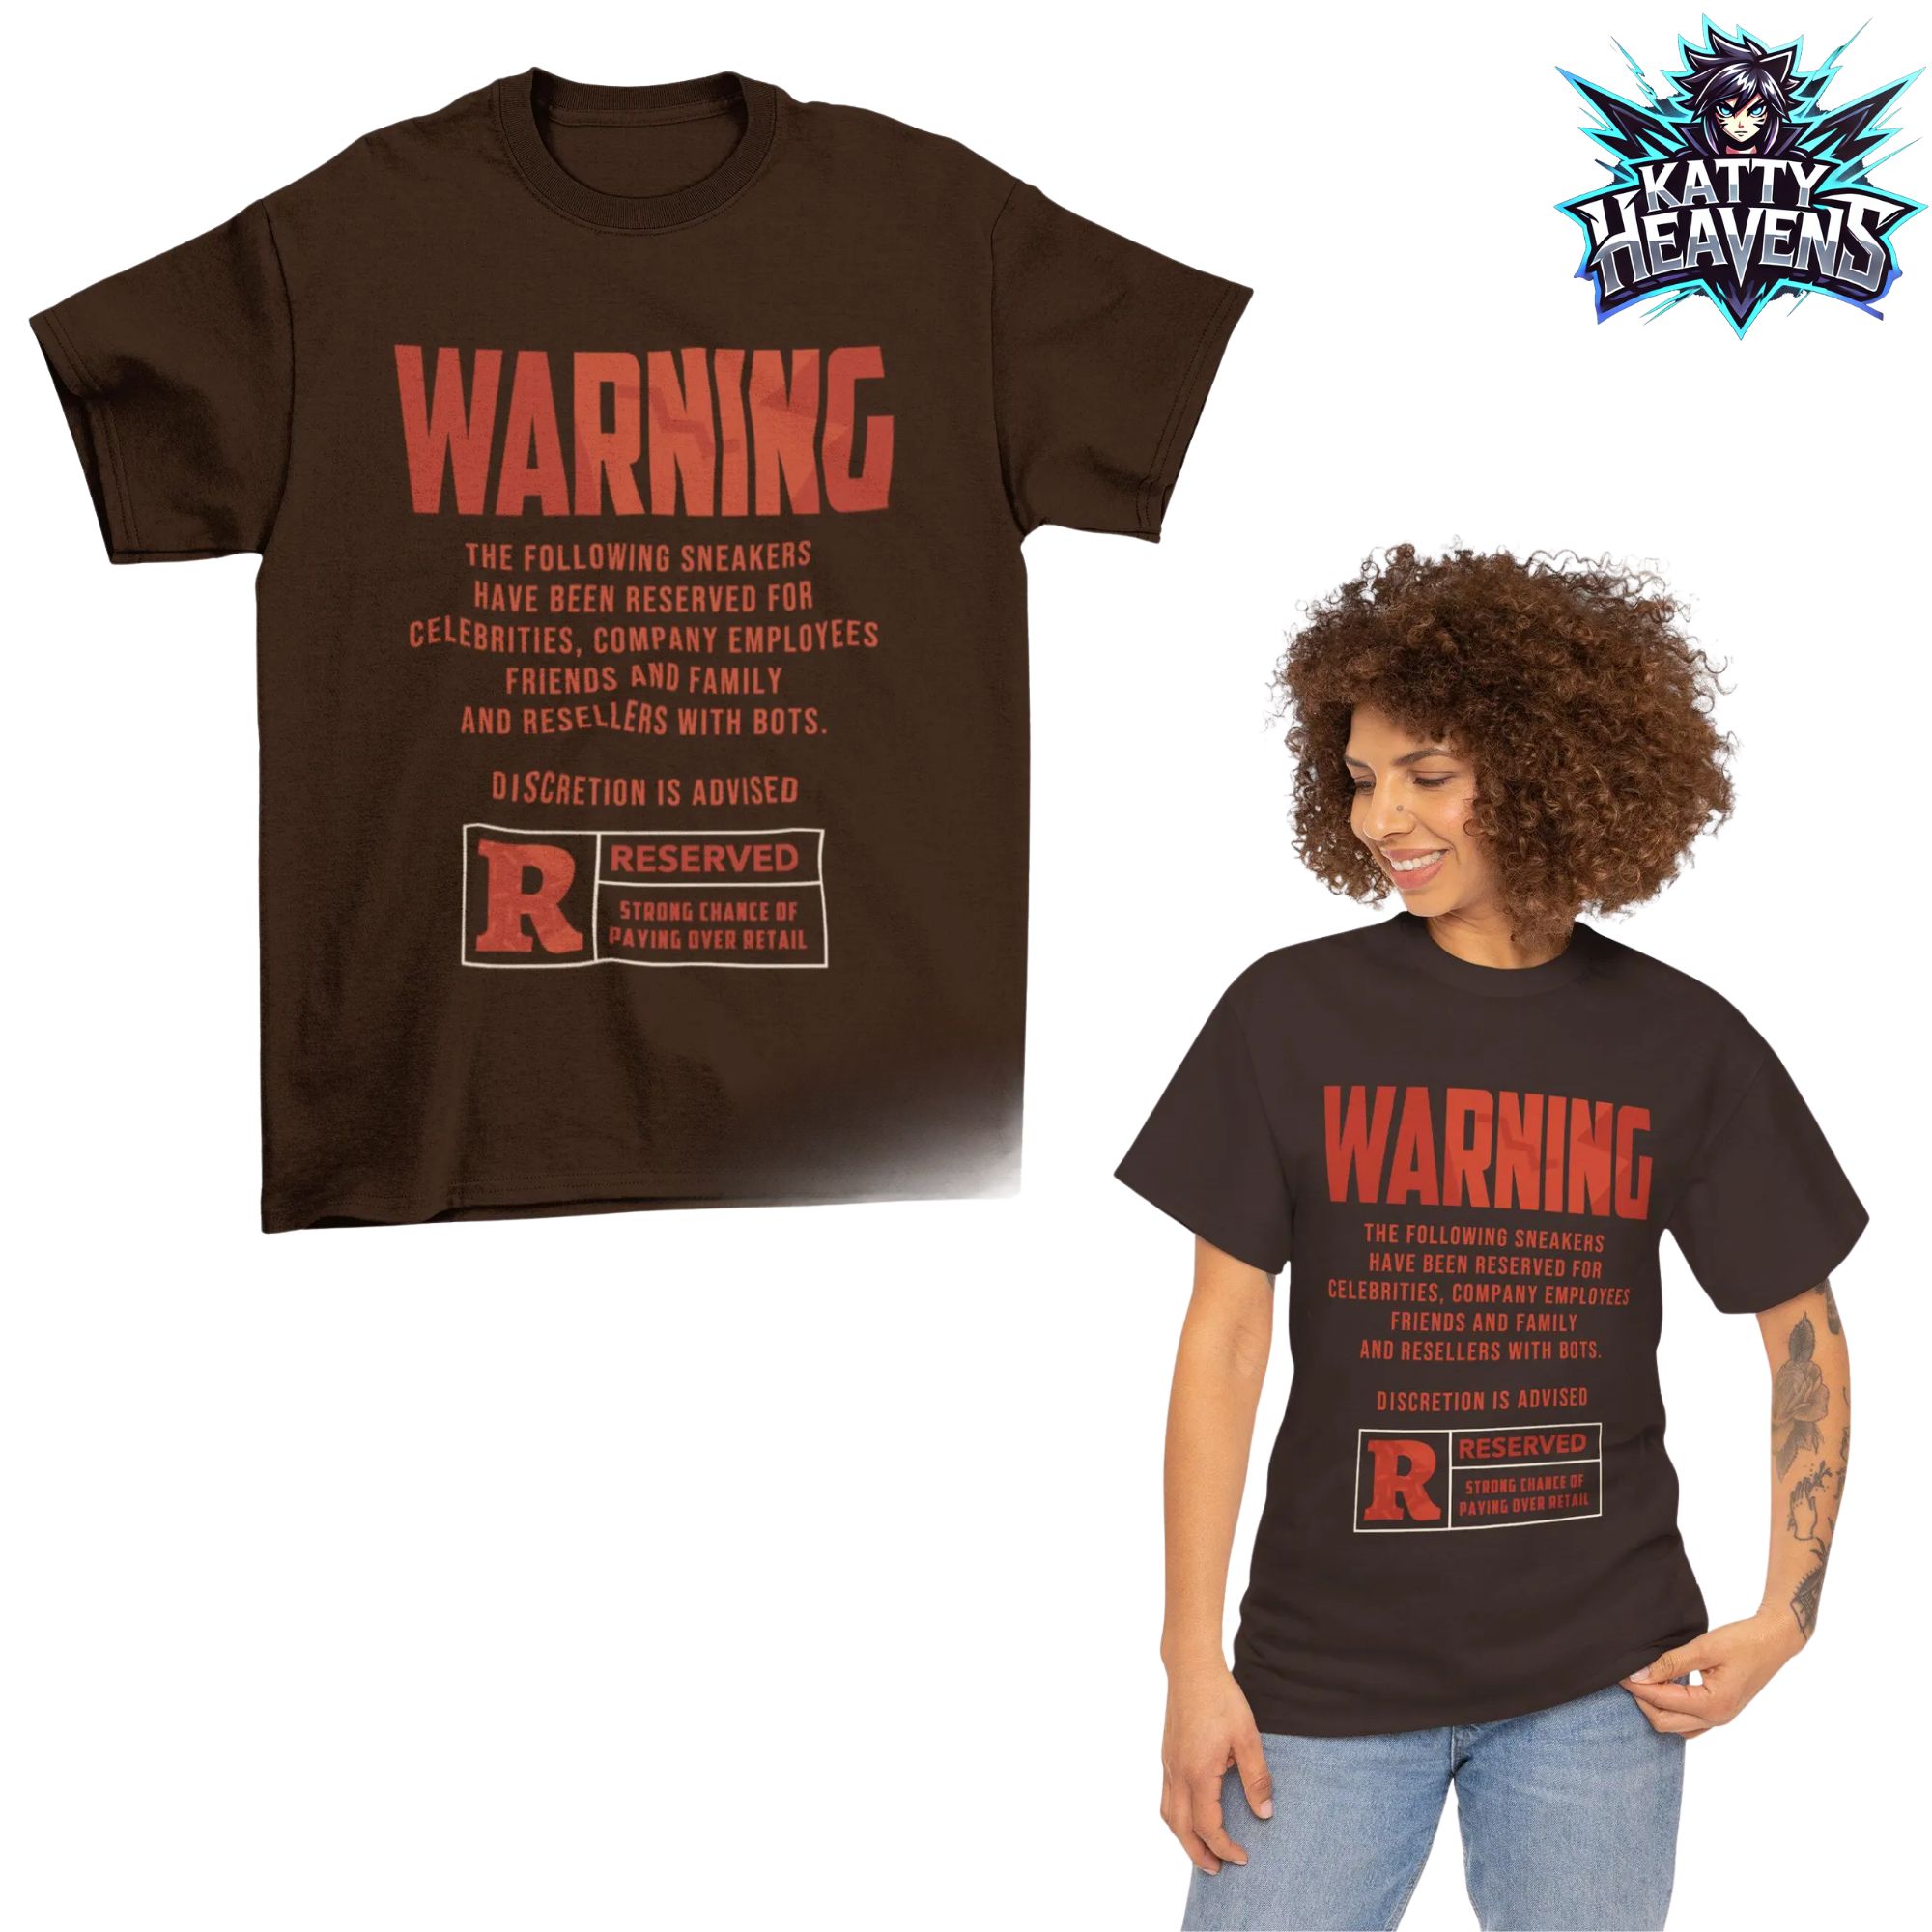 WARNING
THE FOLLOWING SNEAKERS
HAVE BEEN RESERVED FOR
CELEBRITIES, COMPANY EMPLOYEES
FRIENDS AND FAMILY
AND RESELLERS WITH BOTS.
DISCRETION IS ADVISED
R
RESERVED
STRONG CHANCE OF
PAYING OVER RETAIL
KATTY
HEAVENS
WARNING
THE FOLLOWING SNEAKERS
HAVE BEEN RESERVED FOR
CELEBRITIES, COMPANY EMPLOYEES
FRIENDS AND FAMILY
AND RESELLERS WITH BOTS.
DISCRETION IS ADVISED
R
RESERVED
STRONG CHANCE OF
PAYING OVER RETAIL